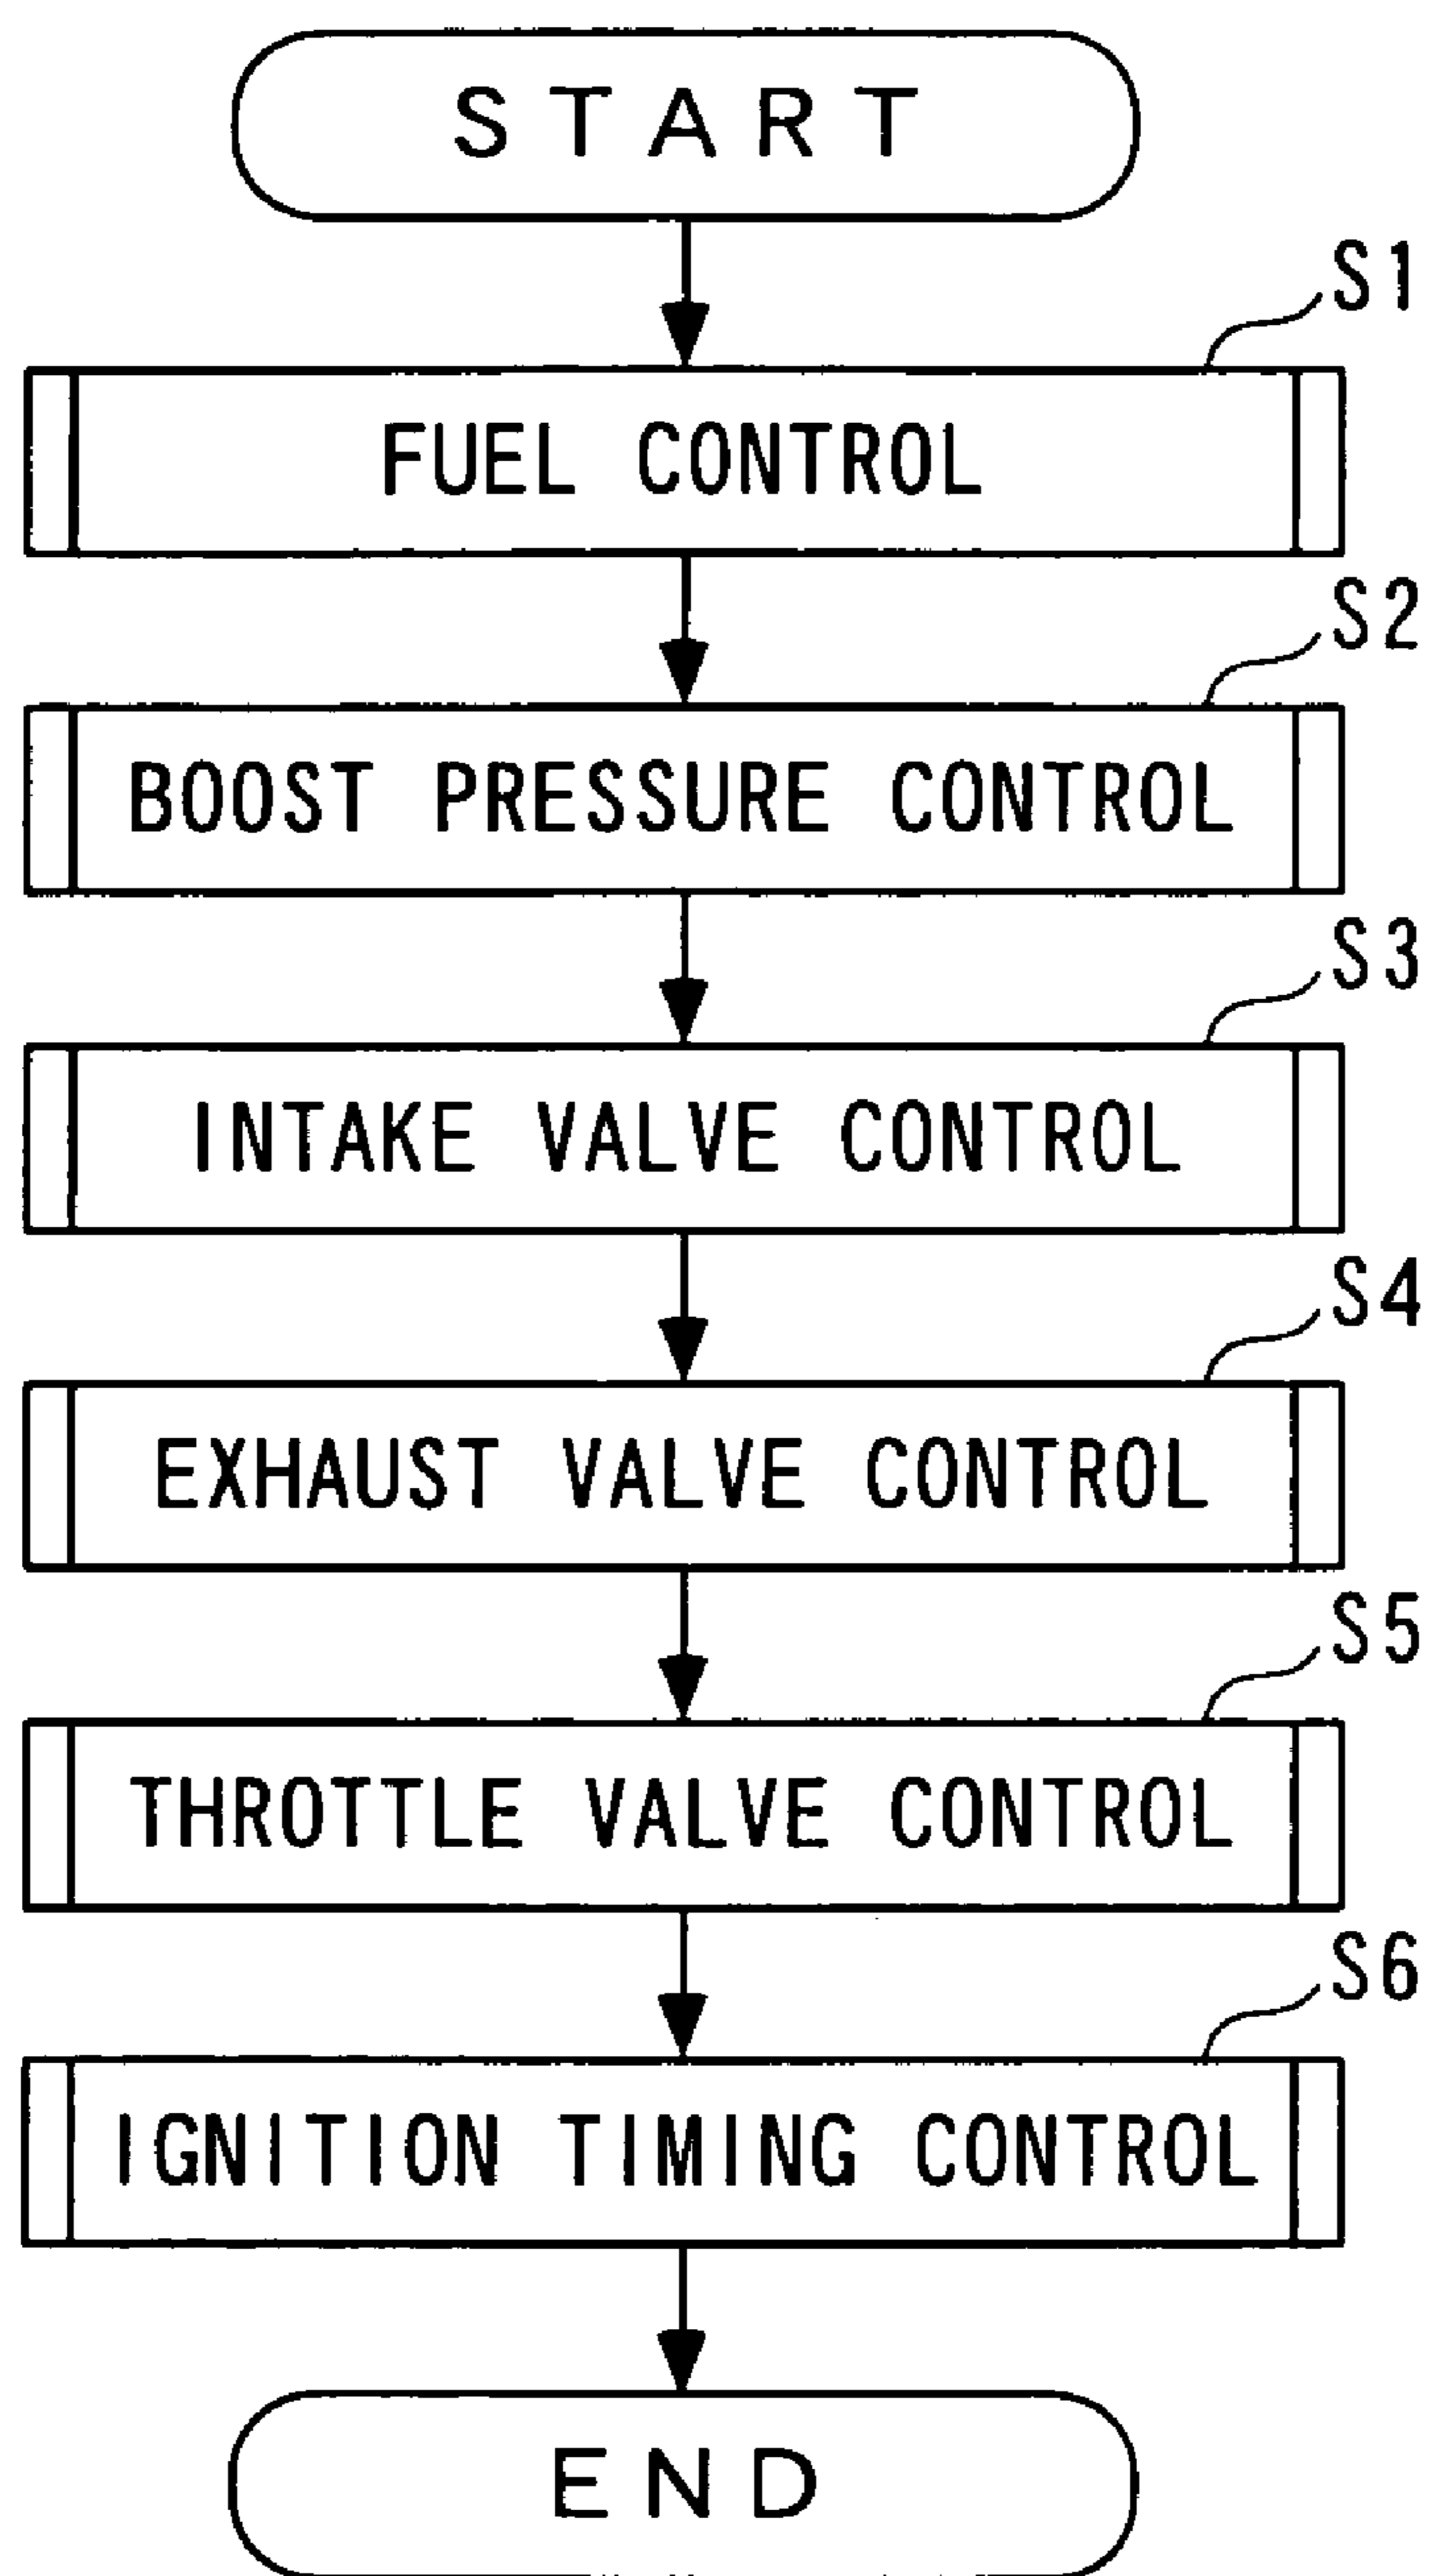 START
S1
FUEL CONTROL
S2
BOOST PRESSURE CONTROL
S3
INTAKE VALVE CONTROL
S4
EXHAUST VALVE CONTROL
S5
THROTTLE VALVE CONTROL
S6
IGNITION TIMING CONTROL
END